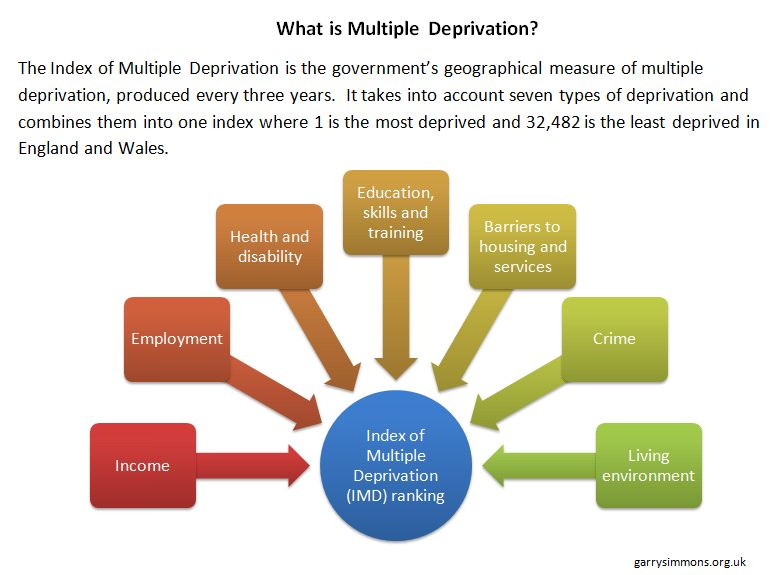 What is Multiple Deprivation?
The Index of Multiple Deprivation is the government's geographical measure of multiple
deprivation, produced every three years. It takes into account seven types of deprivation and
combines them into one index where 1 is the most deprived and 32,482 is the least deprived in
England and Wales.
Income
Employment
Health and
disability
Education,
skills and
training
Barriers to
housing and
services
Crime
Living
environment
Index of
Multiple
Deprivation
(IMD) ranking
garrysimmons.org.uk